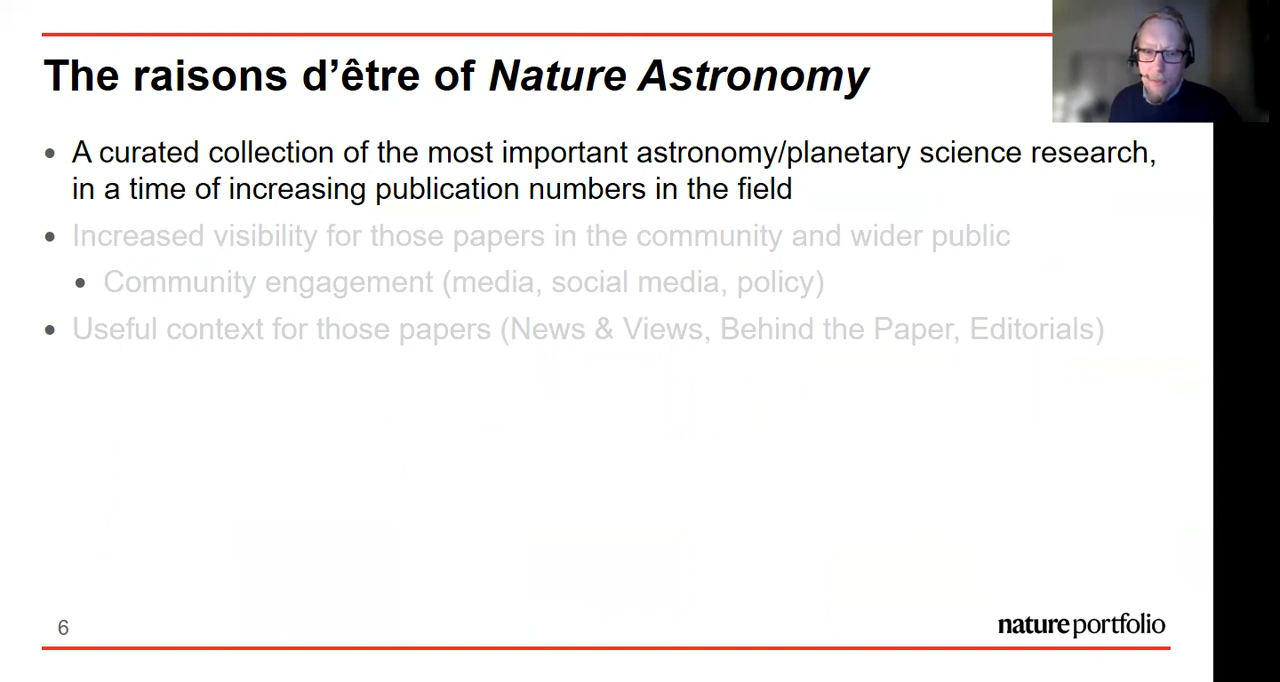 The raisons d’être of Nature Astronomy
• A curated collection of the most important astronomy/planetary science research,
in a time of increasing publication numbers in the field
• Increased visibility for those papers in the community and wider public
• Community engagement (media, social media, policy)
• Useful context for those papers (News & Views, Behind the Paper, Editorials)
6
nature portfolio